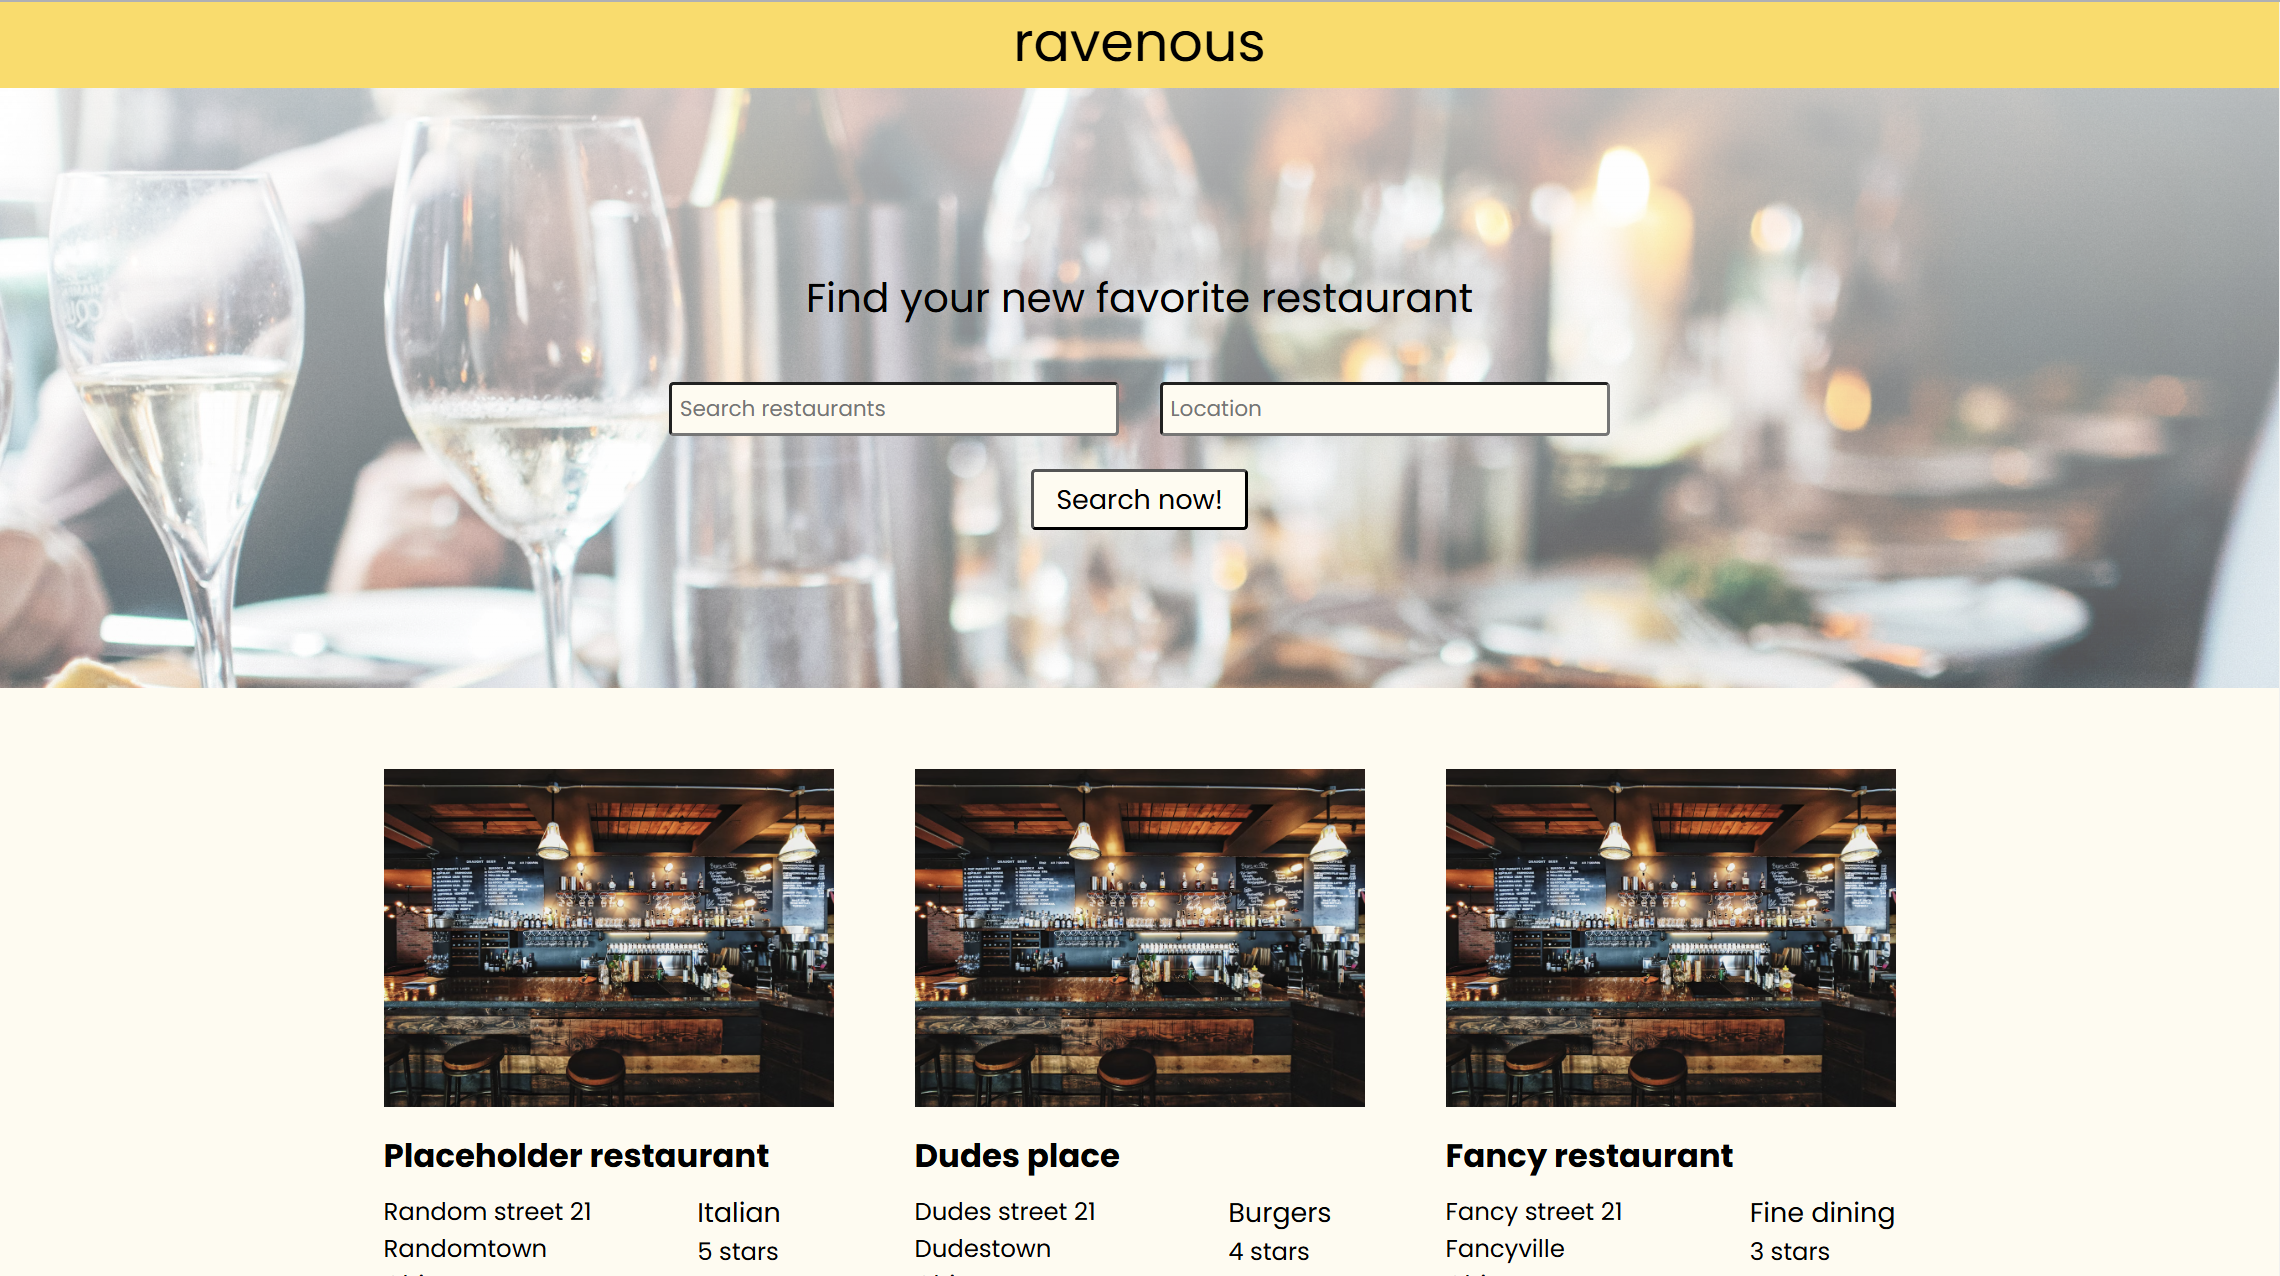 ravenous
Find your new favorite restaurant
Search restaurants
Location
Search now!
Placeholder restaurant
Random street 21
Randomtown
Italian
5 stars
Dudes place
Dudes street 21
Dudestown
Burgers
4 stars
Fancy restaurant
Fancy street 21
Fancyville
Fine dining
3 stars